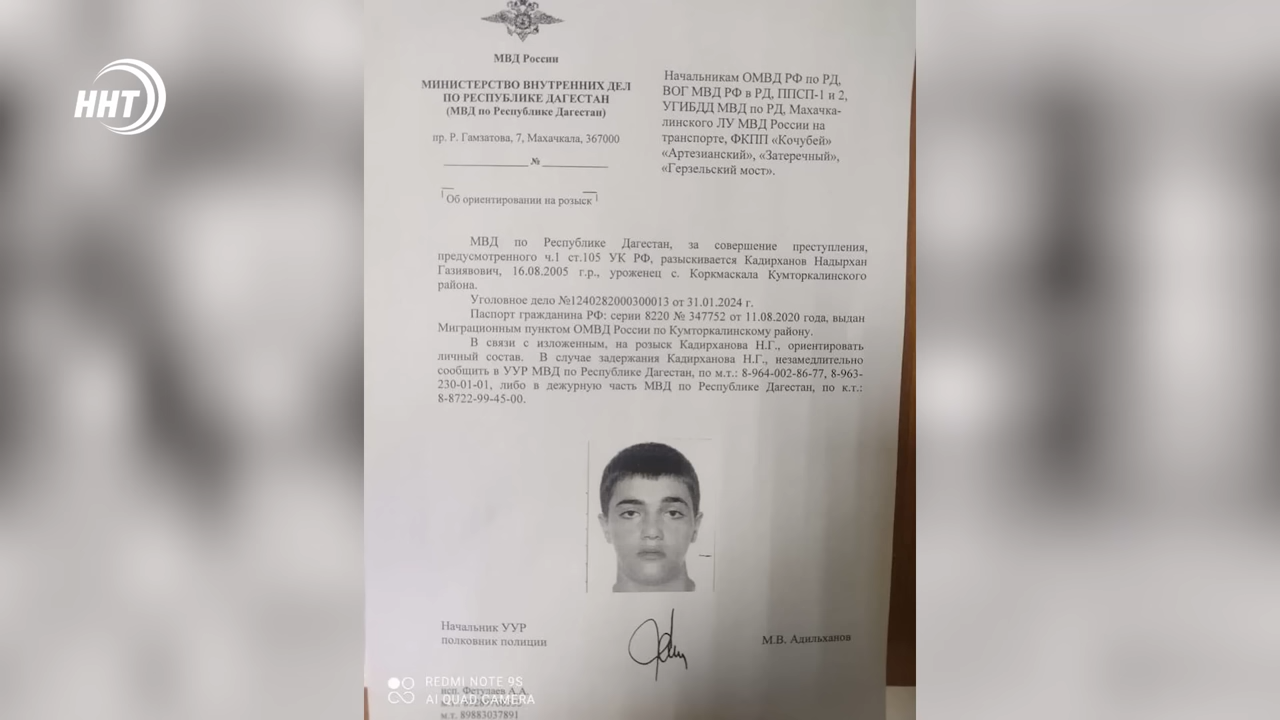 ННТ
МВД России
МИНИСТЕРСТВО ВНУТРЕННИХ ДЕЛ
ПО РЕСПУБЛИКЕ ДАГЕСТАН
(МВД по Республике Дагестан)
пр. Р. Гамзатова, 7, Махачкала, 367000
№
Об ориентировании на розыск
Начальникам ОМВД РФ по РД,
ВОГ МВД РФ в РД, ППСП-1 и 2,
УГИБДД МВД по РД, Махачка-
линского ЛУ МВД России на
транспорте, ФКПП «Кочубей»
«Артезианский», «Затеречный»,
«Герзельский мост».
МВД по Республике Дагестан, за совершение преступления,
предусмотренного ч.1 ст.105 УК РФ, разыскивается Кадирханов Надырхан
Газиявович, 16.08.2005 г.р., уроженец с. Коркмаскала Кумторкалинского
района.
Уголовное дело №1240282000300013 от 31.01.2024 г.
Паспорт гражданина РФ: серии 8220 № 347752 от 11.08.2020 года, выдан
Миграционным пунктом ОМВД России по Кумторкалинскому району.
В связи с изложенным, на розыск Кадирханова Н.Г., ориентировать
личный состав. В случае задержания Кадирханова Н.Г., незамедлительно
сообщить в УУР МВД по Республике Дагестан, по м.т.: 8-964-002-86-77, 8-963-
230-01-01, либо в дежурную часть МВД по Республике Дагестан, по к.т.:
8-8722-99-45-00.
Начальник УУР
полковник полиции
М.В. Адильханов
REDMI NOTE 9S
AI QUAD CAMERA
исп. Фетулаев А.А.
м.т. 89883037891